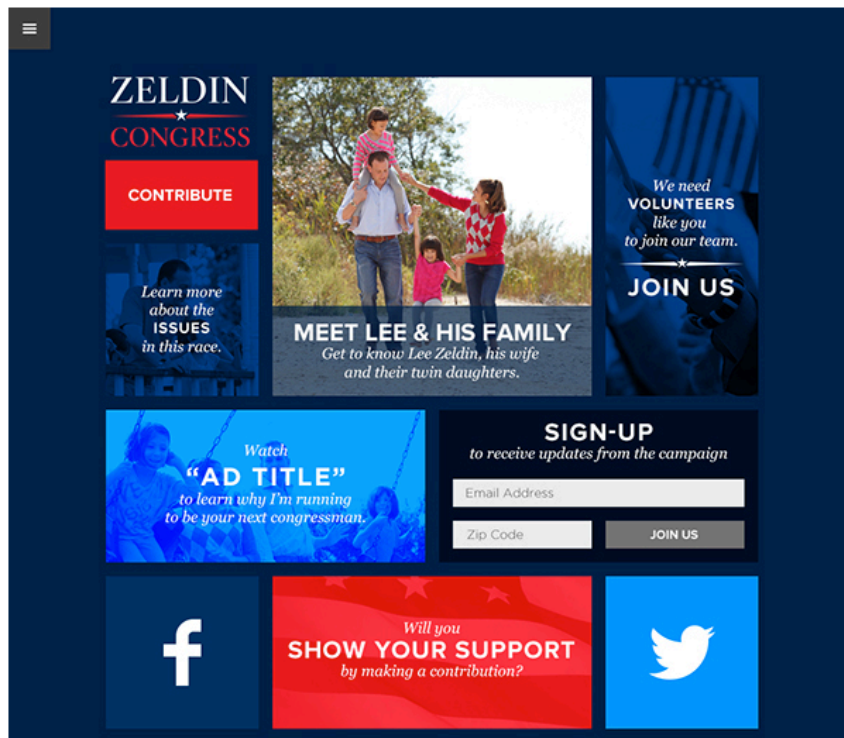 ZELDIN
CONGRESS
CONTRIBUTE
Learn more
about the
ISSUES
in this race.
MEET LEE & HIS FAMILY
Get to know Lee Zeldin, his wife
and their twin daughters.
We need
VOLUNTEERS
like you
to join our team.
JOIN US
Watch
“AD TITLE”
to learn why I'm running
to be your next congressman.
SIGN-UP
to receive updates from the campaign
Email Address
Zip Code
JOIN US
Will you
SHOW YOUR SUPPORT
by making a contribution?